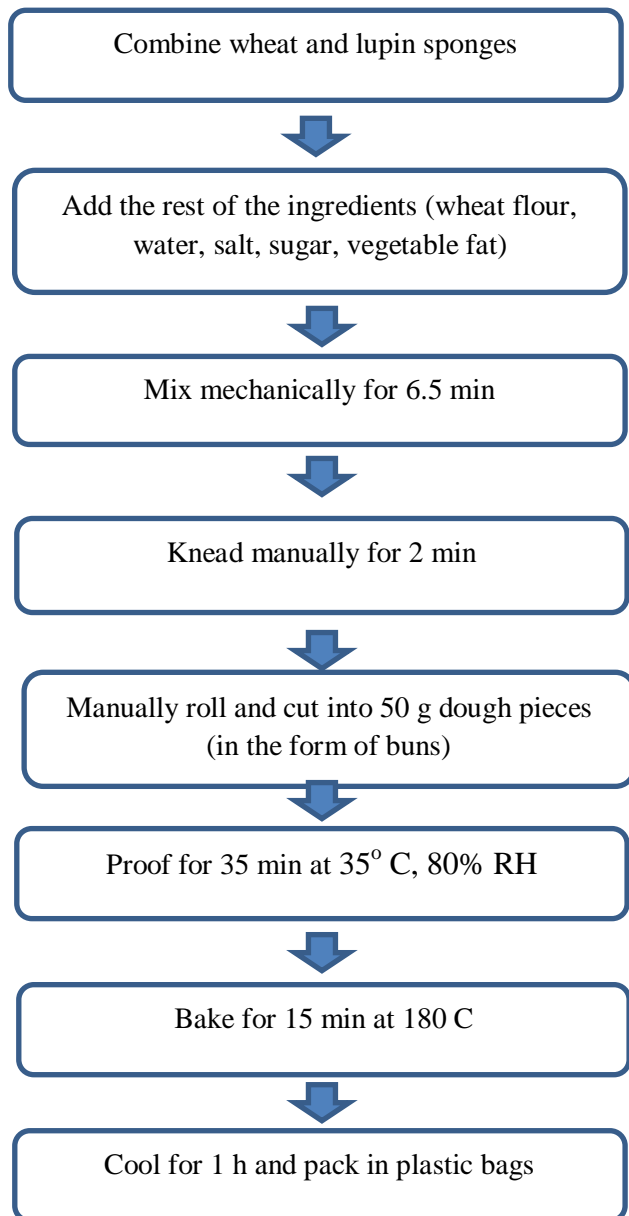 Combine wheat and lupin sponges
Add the rest of the ingredients (wheat flour,
water, salt, sugar, vegetable fat)
Mix mechanically for 6.5 min
Knead manually for 2 min
Manually roll and cut into 50 g dough pieces
(in the form of buns)
Proof for 35 min at 35° C, 80% RH
Bake for 15 min at 180 C
Cool for 1 h and pack in plastic bags